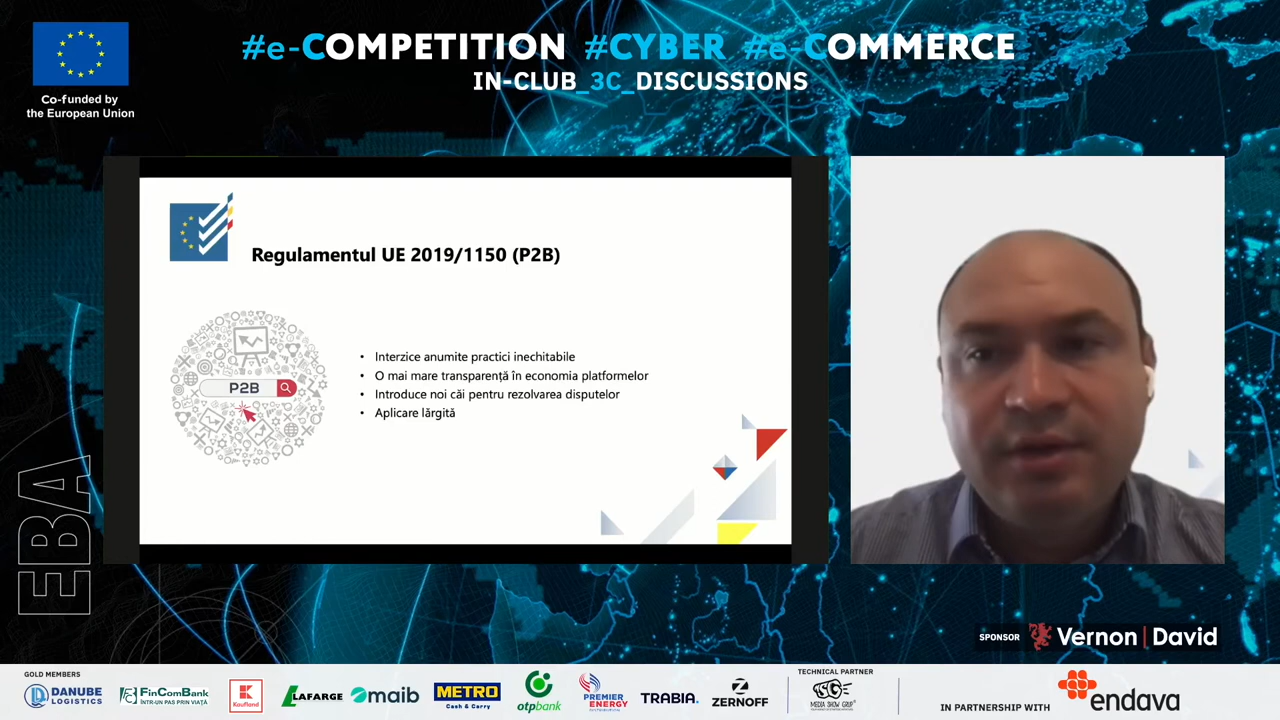 #e-COMPETITION #CYBER #e-COMMERCE
IN-CLUB_3C_DISCUSSIONS
Co-funded by
the European Union
Regulamentul UE 2019/1150 (P2B)
P2B
• Interzice anumite practici inechitabile
• O mai mare transparență în economia platformelor
• Introduce noi căi pentru rezolvarea disputelor
• Aplicare lărgită
EBA
SPONSOR
Vernon | David
GOLD MEMBERS
DANUBE
LOGISTICS
FinComBank
ÎNTR-UN PAS PRIN VIAȚĂ
Kaufland
LAFARGE
maib
METRO
Cash & Carry
otpbank
PREMIER
ENERGY
TRABIA
ZERNOFF
TECHNICAL PARTNER
MEDIA SHOW GRUP
IN PARTNERSHIP WITH
endava